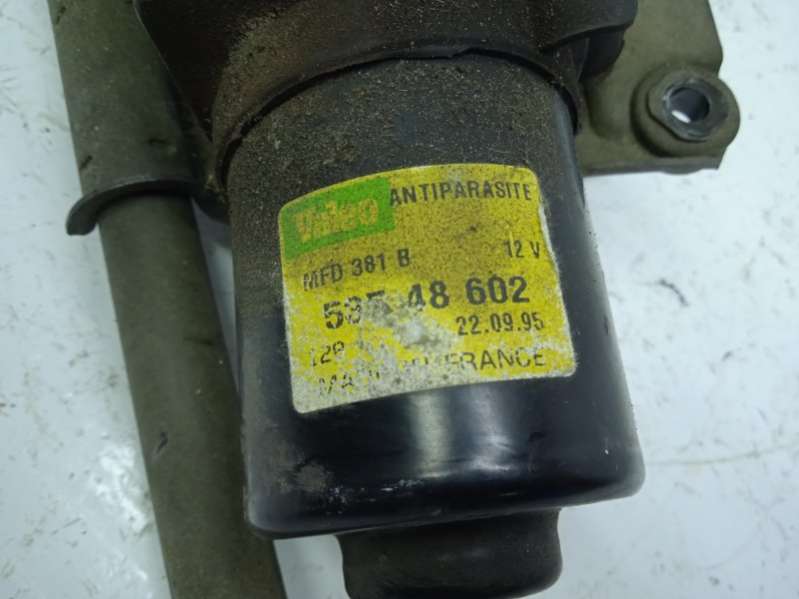 Valeo ANTIPARASITE
MFD 381 B 12 V
48 602
22.09.95
FRANCE